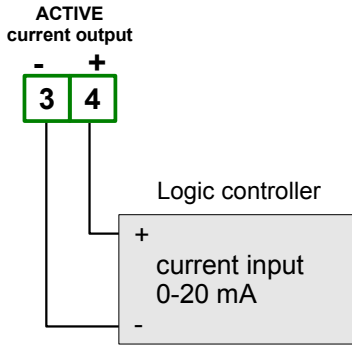 ACTIVE
current output
- +
3 4
Logic controller
+
current input
0-20 mA
-